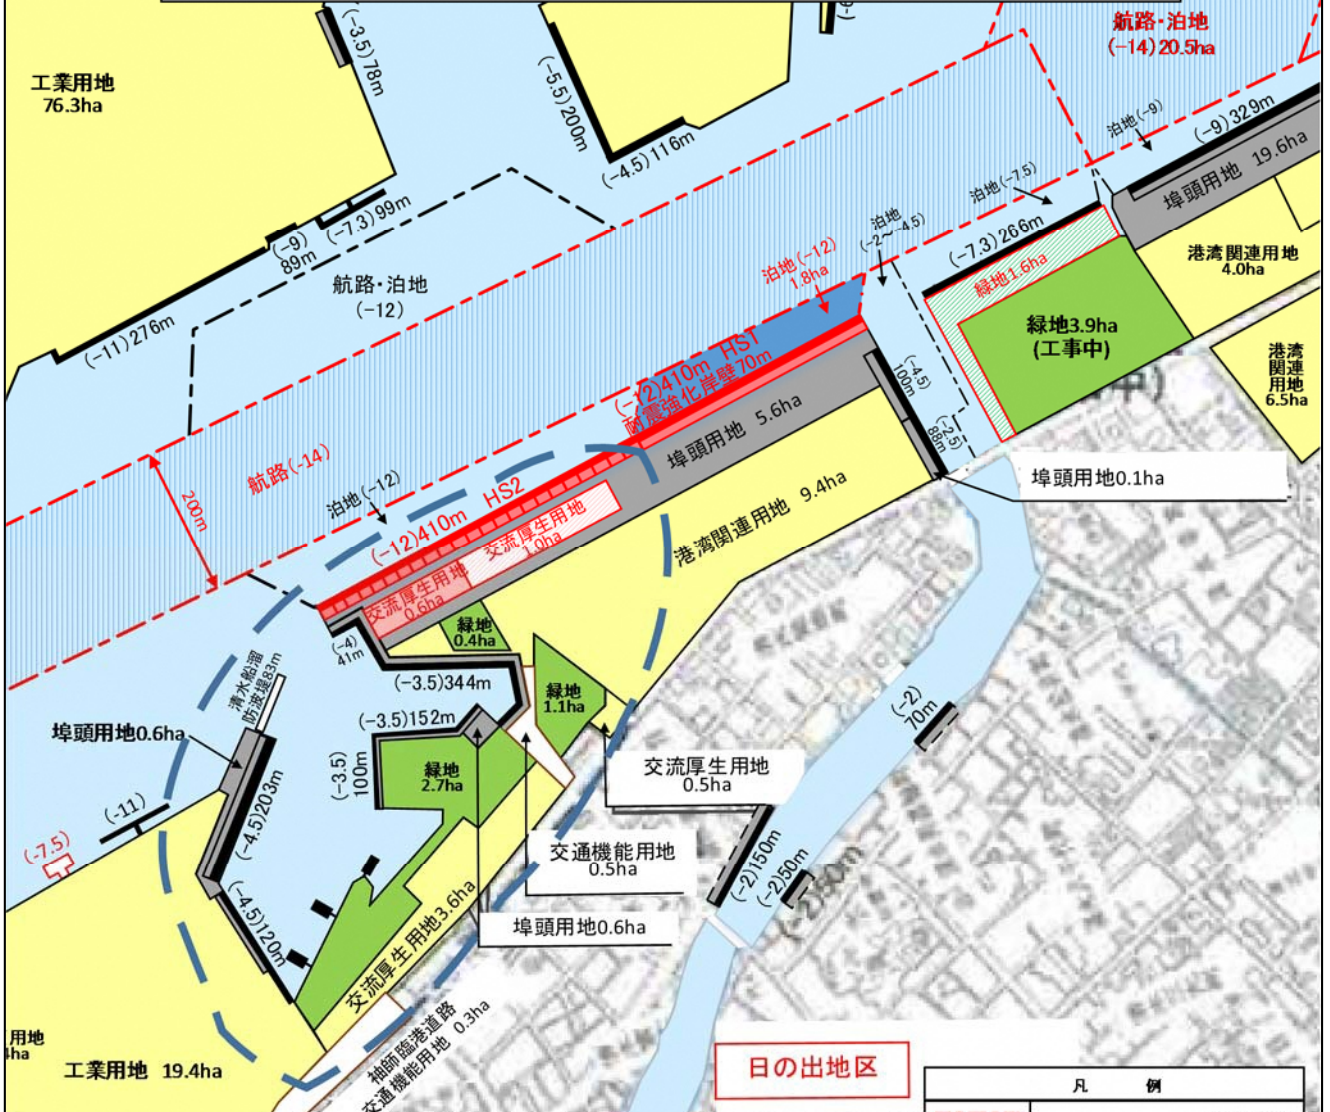 (-3.5)78m
工業用地
76.3ha
(-5.5)200m
(-4.5)116m
航路・泊地
(-14)20.5ha
泊地(-9)
(-9)329m
埠頭用地 19.6ha
(-7.3)99m
(-9)
89m
(-11)276m
航路・泊地
(-12)
泊地(-12)
1.8ha
泊地
(-2～-4.5)
泊地(-7.5)
(-7.3)266m
緑地1.6ha
緑地3.9ha
(工事中)
港湾関連用地
4.0ha
港湾
関連
用地
6.5ha
中)
(-12)410m HS1
耐震強化岸壁70m
埠頭用地 5.6ha
(-4.5)
100m
(-2.5)
88m
埠頭用地0.1ha
航路(-14)
200m
泊地(-12)
(-12)410m HS2
交流厚生用地
1.0ha
交流厚生用地
0.6ha
港湾関連用地 9.4ha
緑地
0.4ha
(-4)
41m
(-3.5)344m
清水船溜
防波堤83m
埠頭用地0.6ha
(-3.5)152m
緑地
1.1ha
(-3.5)
100m
緑地
2.7ha
(-4.5)203m
(-11)
(-7.5)
交流厚生用地
0.5ha
交通機能用地
0.5ha
埠頭用地0.6ha
(-2)
70m
(-2)150m
(-2)50m
(-4.5)120m
交流厚生用地3.6ha
袖師臨港道路
交通機能用地 0.3ha
用地
4ha
工業用地 19.4ha
日の出地区
凡 例